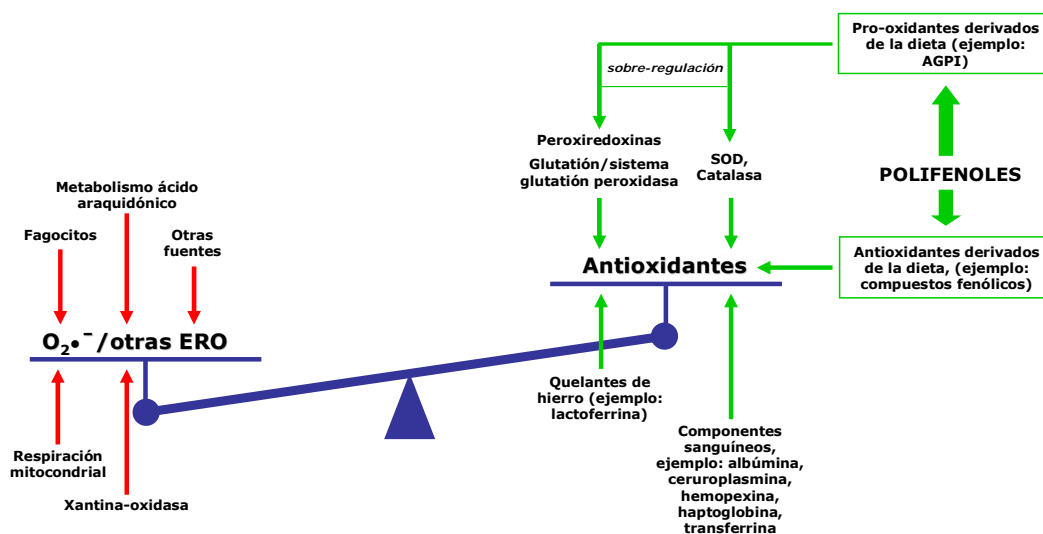 Pro-oxidantes derivados
de la dieta (ejemplo:
AGPI)
sobre-regulación
Peroxiredoxinas
Glutatión/sistema
glutatión peroxidasa
SOD,
Catalasa
POLIFENOLES
Metabolismo ácido
araquidónico
Fagocitos
Otras
fuentes
Antioxidantes
Antioxidantes derivados
de la dieta, (ejemplo:
compuestos fenólicos)
O₂•⁻/otras ERO
Quelantes de
hierro (ejemplo:
lactoferrina)
Respiración
mitocondrial
Xantina-oxidasa
Componentes
sanguíneos,
ejemplo: albúmina,
ceruroplasmina,
hemopexina,
haptoglobina,
transferrina